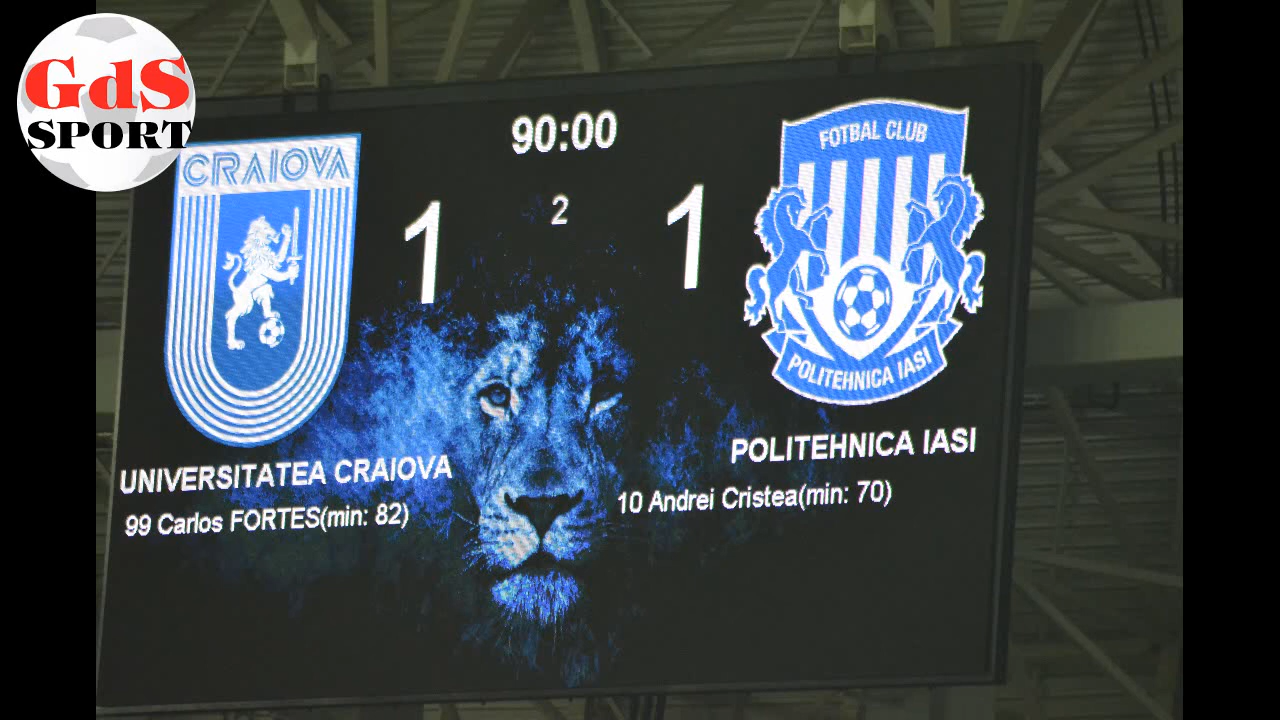 GdS
SPORT
90:00
CRAIOVA
FOTBAL CLUB
1
2
1
POLITEHNICA IASI
UNIVERSITATEA CRAIOVA
POLITEHNICA IASI
99 Carlos FORTES(min: 82)
10 Andrei Cristea(min: 70)